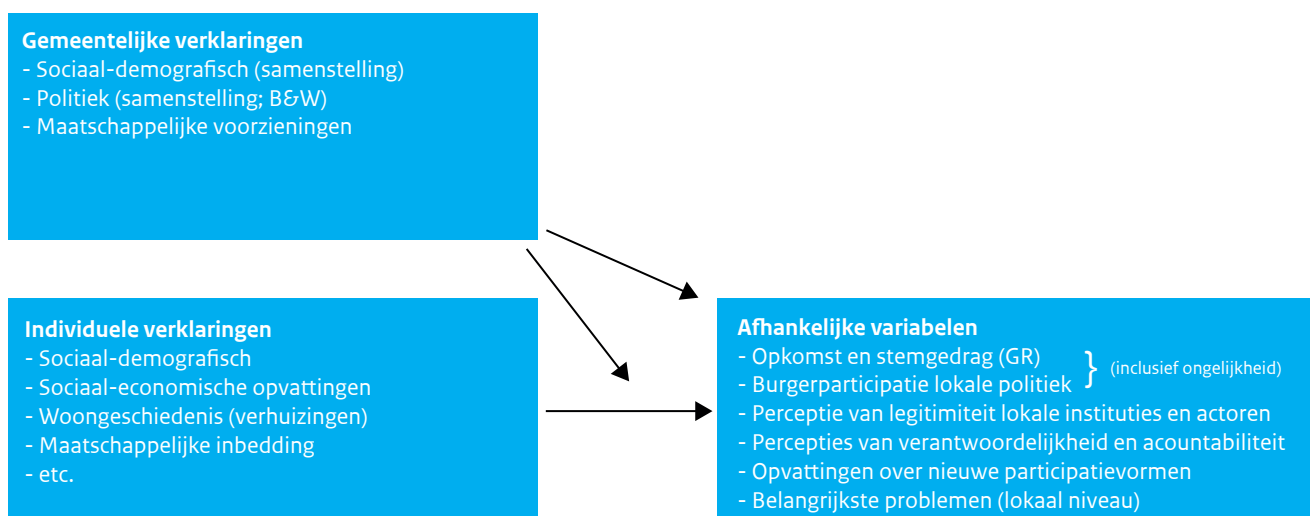 Gemeentelijke verklaringen
- Sociaal-demografisch (samenstelling)
- Politiek (samenstelling; B&W)
- Maatschappelijke voorzieningen
Individuele verklaringen
- Sociaal-demografisch
- Sociaal-economische opvattingen
- Woongeschiedenis (verhuizingen)
- Maatschappelijke inbedding
- etc.
Afhankelijke variabelen
- Opkomst en stemgedrag (GR)
- Burgerparticipatie lokale politiek } (inclusief ongelijkheid)
- Perceptie van legitimiteit lokale instituties en actoren
- Percepties van verantwoordelijkheid en acountabiliteit
- Opvattingen over nieuwe participatievormen
- Belangrijkste problemen (lokaal niveau)